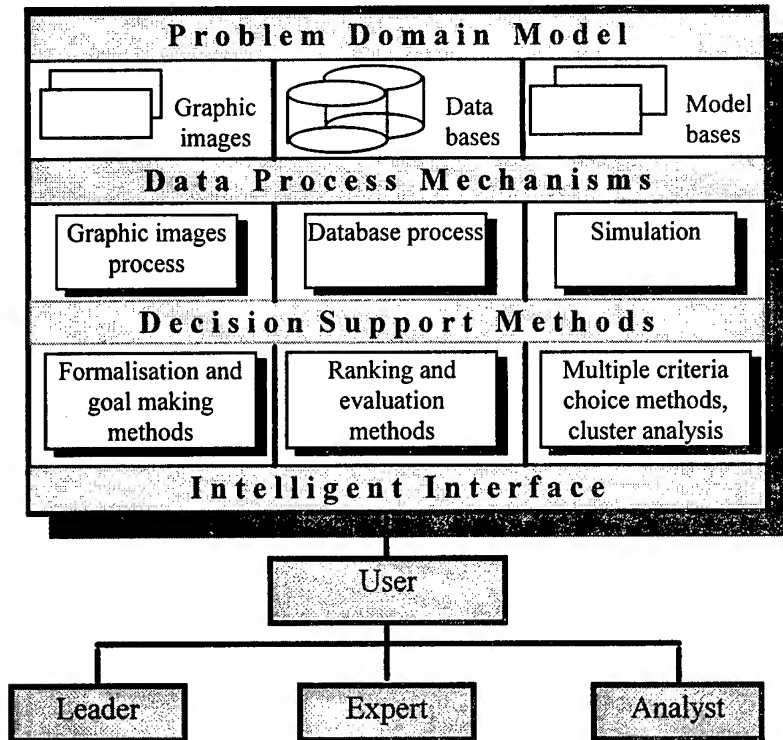 Problem Domain Model
Graphic
images
Data
bases
Model
bases
Data Process Mechanisms
Graphic images
process
Database process
Simulation
Decision Support Methods
Formalisation and
goal making
methods
Ranking and
evaluation
methods
Multiple criteria
choice methods,
cluster analysis
Intelligent Interface
User
Leader
Expert
Analyst